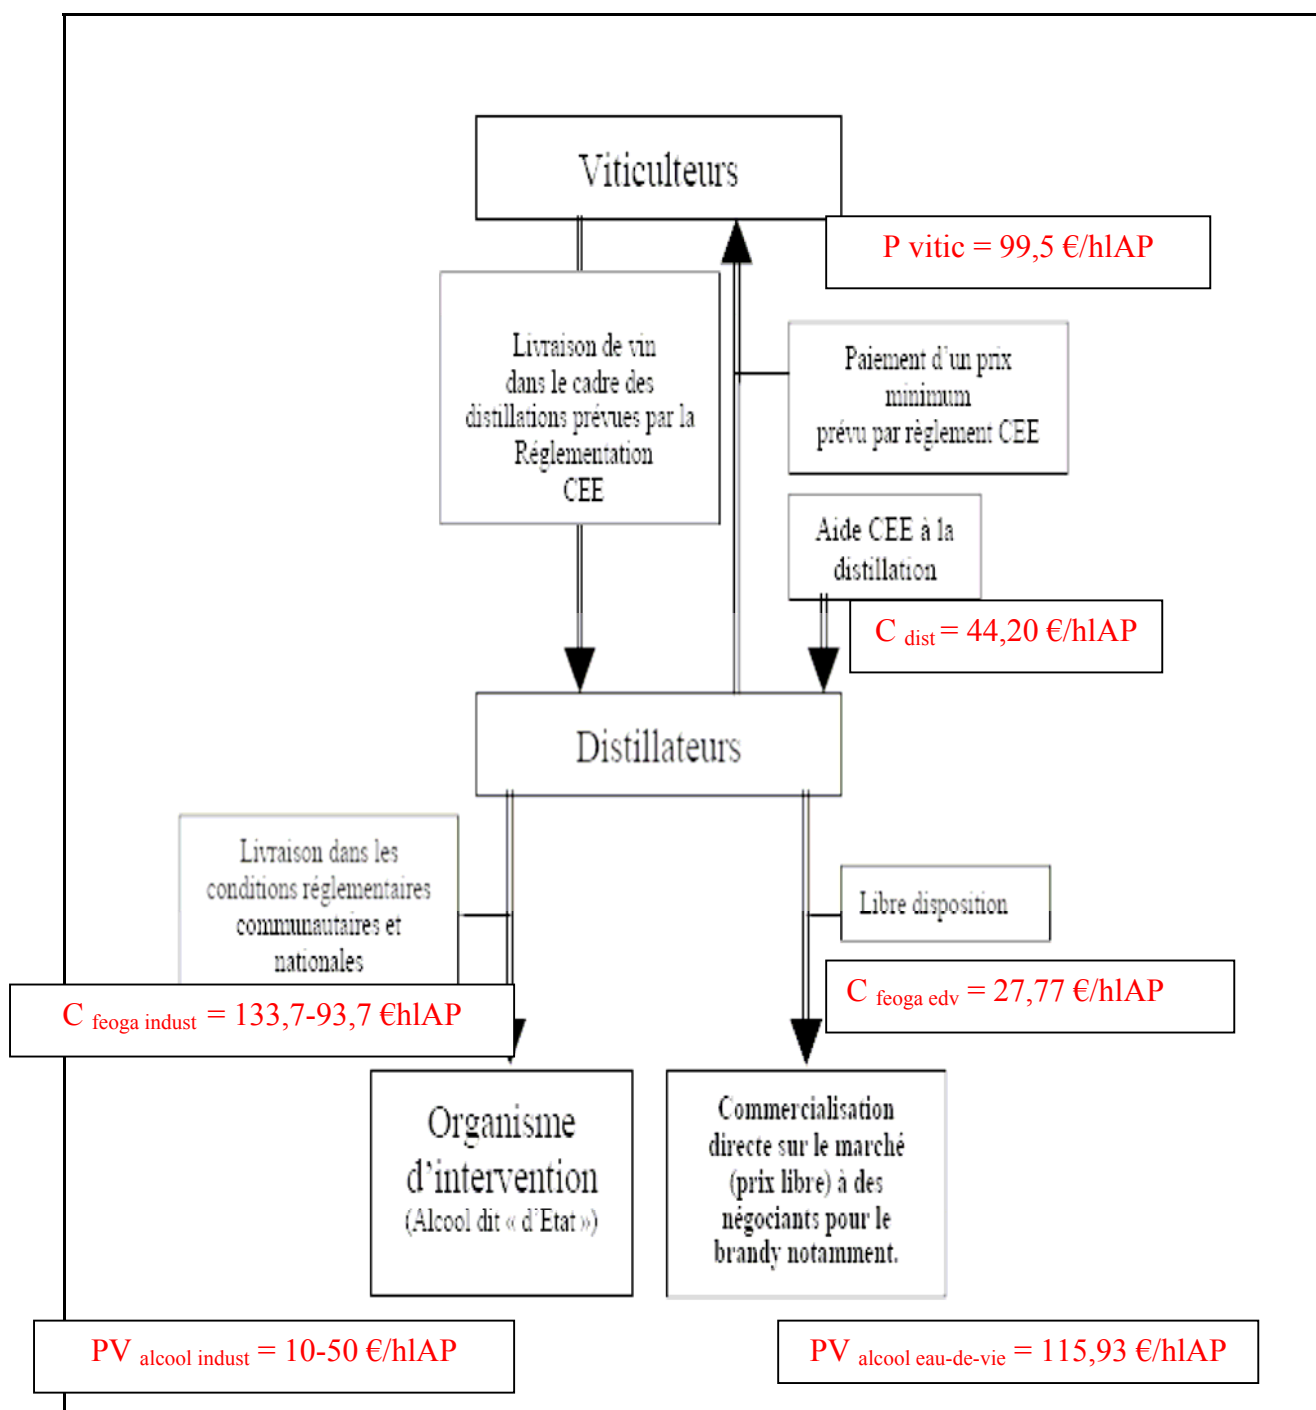 Viticulteurs
P vitic = 99,5 €/hlAP
Livraison de vin
dans le cadre des
distillations prévues par la
Réglementation
CEE
Paiement d'un prix
minimum
prévu par règlement CEE
Aide CEE à la
distillation
C dist = 44,20 €/hlAP
Distillateurs
Livraison dans les
conditions réglementaires
communautaires et
nationales
Libre disposition
C feoga indust = 133,7-93,7 €hlAP
C feoga edv = 27,77 €/hlAP
Organisme
d'intervention
(Alcool dit « d'Etat »)
Commercialisation
directe sur le marché
(prix libre) à des
négociants pour le
brandy notamment.
PV alcool indust = 10-50 €/hlAP
PV alcool eau-de-vie = 115,93 €/hlAP